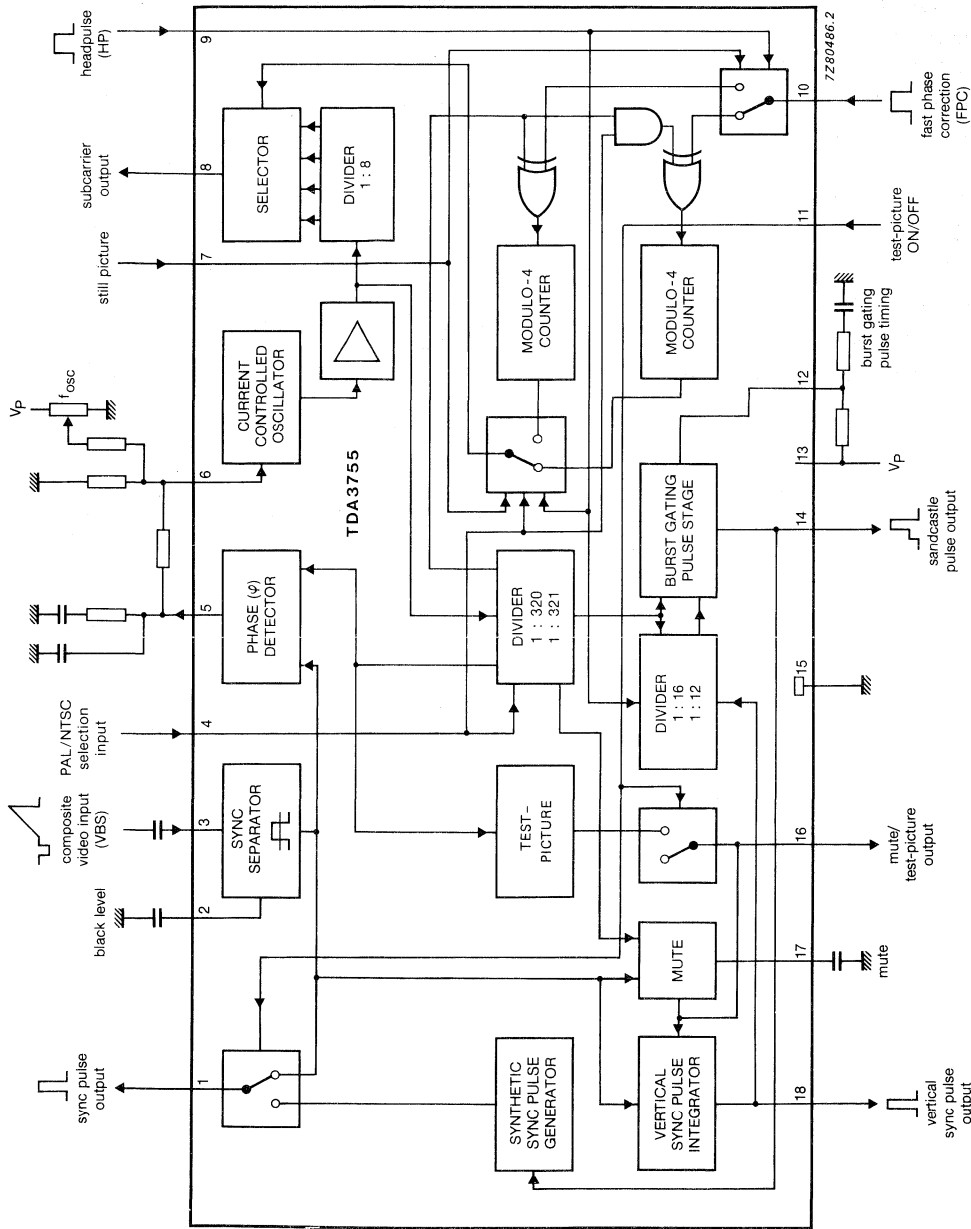 sync pulse
output
black level
composite
video input
(VBS)
PAL/NTSC
selection
input
VP
fosc
still picture
subcarrier
output
headpulse
(HP)
1
2
3
4
5
6
7
8
9
SYNC
SEPARATOR
PHASE (φ)
DETECTOR
CURRENT
CONTROLLED
OSCILLATOR
SELECTOR
DIVIDER
1 : 8
TDA3755
SYNTHETIC
SYNC PULSE
GENERATOR
TEST-
PICTURE
DIVIDER
1 : 320
1 : 321
MODULO-4
COUNTER
VERTICAL
SYNC PULSE
INTEGRATOR
MUTE
DIVIDER
1 : 16
1 : 12
BURST GATING
PULSE STAGE
MODULO-4
COUNTER
18
17
16
15
14
13
12
11
10
vertical
sync pulse
output
mute
mute/
test-picture
output
sandcastle
pulse output
VP
burst gating
pulse timing
test-picture
ON/OFF
fast phase
correction
(FPC)
7Z80486.2